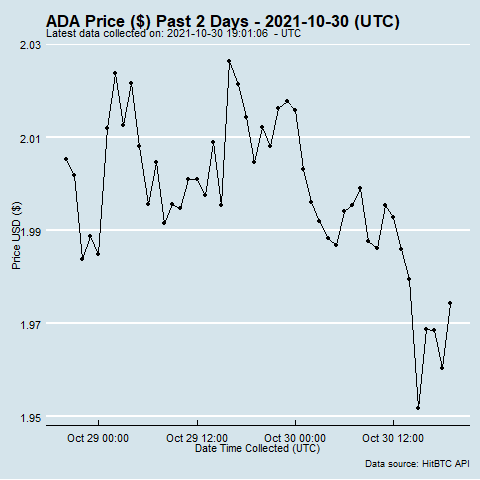 ADA Price ($) Past 2 Days - 2021-10-30 (UTC)
Latest data collected on: 2021-10-30 19:01:06  - UTC
2.03
2.01
1.99
1.97
1.95
Price USD ($)
Oct 29 00:00
Oct 29 12:00
Oct 30 00:00
Oct 30 12:00
Date Time Collected (UTC)
Data source: HitBTC API